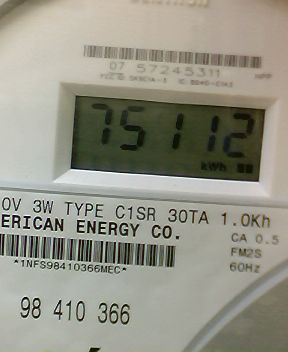 07 57245311
75112
kWh
0V 3W TYPE C1SR 30TA 1.0Kh
ERICAN ENERGY CO.
CA 0.5
FM2S
60Hz
*1NFS98410366MEC*
98 410 366